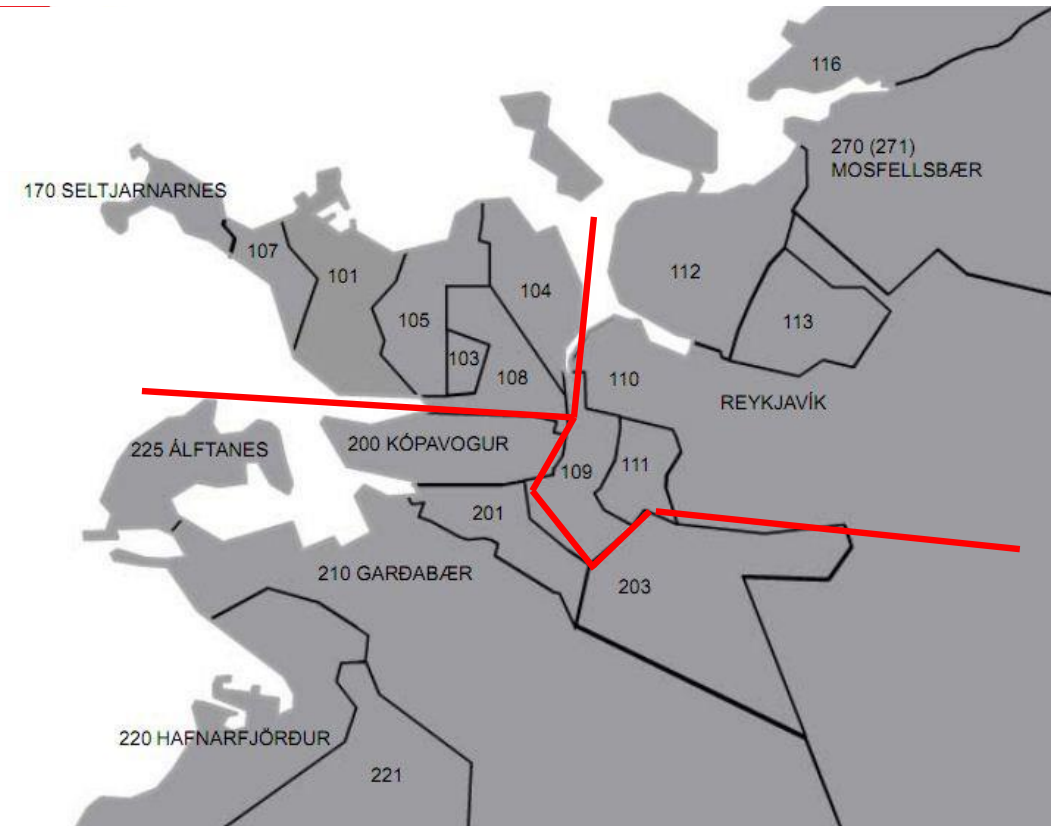 116
270 (271)
MOSFELLSBÆR
170 SELTJARNARNES
107
101
112
104
105
113
103
108
110
REYKJAVÍK
200 KÓPAVOGUR
225 ÁLFTANES
109
111
201
210 GARÐABÆR
203
220 HAFNARFJÖRÐUR
221